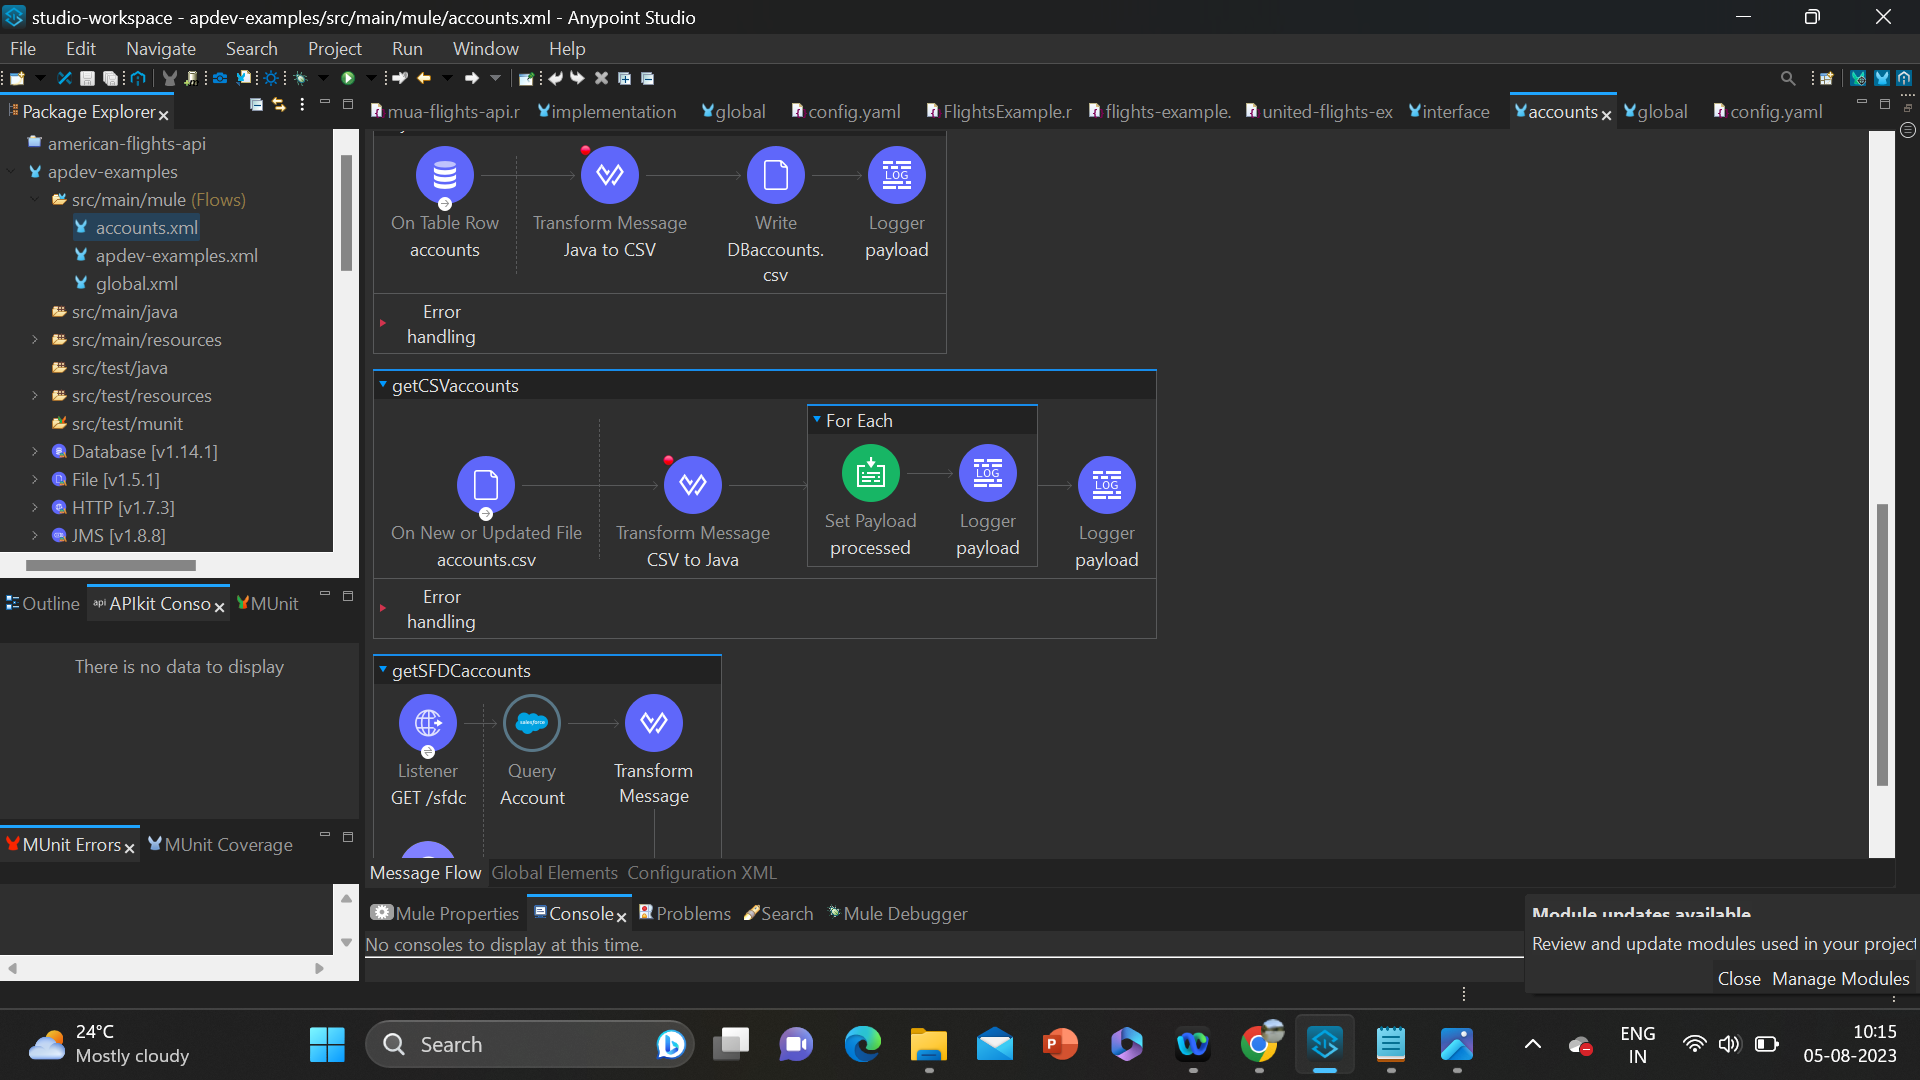 studio-workspace - apdev-examples/src/main/mule/accounts.xml - Anypoint Studio
File Edit Navigate Search Project Run Window Help
Package Explorer
mua-flights-api.r implementation global config.yaml FlightsExample.r flights-example. united-flights-ex interface accounts global config.yaml
american-flights-api
apdev-examples
src/main/mule (Flows)
accounts.xml
apdev-examples.xml
global.xml
src/main/java
src/main/resources
src/test/java
src/test/resources
src/test/munit
Database [v1.14.1]
File [v1.5.1]
HTTP [v1.7.3]
JMS [v1.8.8]
Outline
api APIkit Conso
MUnit
There is no data to display
MUnit Errors
MUnit Coverage
On Table Row
accounts
Transform Message
Java to CSV
Write
DBaccounts.
csv
LOG
Logger
payload
Error
handling
getCSVaccounts
On New or Updated File
accounts.csv
Transform Message
CSV to Java
For Each
Set Payload
processed
LOG
Logger
payload
LOG
Logger
payload
Error
handling
getSFDCaccounts
Listener
GET /sfdc
salesforce
Query
Account
Transform
Message
Message Flow Global Elements Configuration XML
Mule Properties Console Problems Search Mule Debugger
No consoles to display at this time.
Module updates available
Review and update modules used in your project
Close Manage Modules
24°C
Mostly cloudy
Search
ENG
IN
10:15
05-08-2023